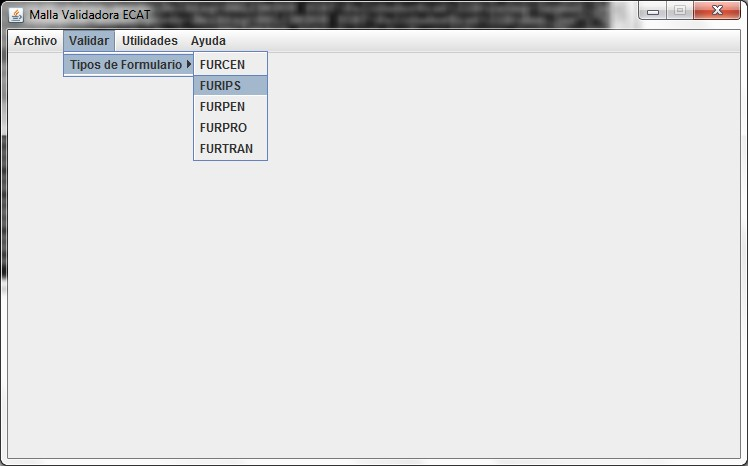 Malla Validadora ECAT
Archivo Validar Utilidades Ayuda
Tipos de Formulario
FURCEN
FURIPS
FURPEN
FURPRO
FURTRAN